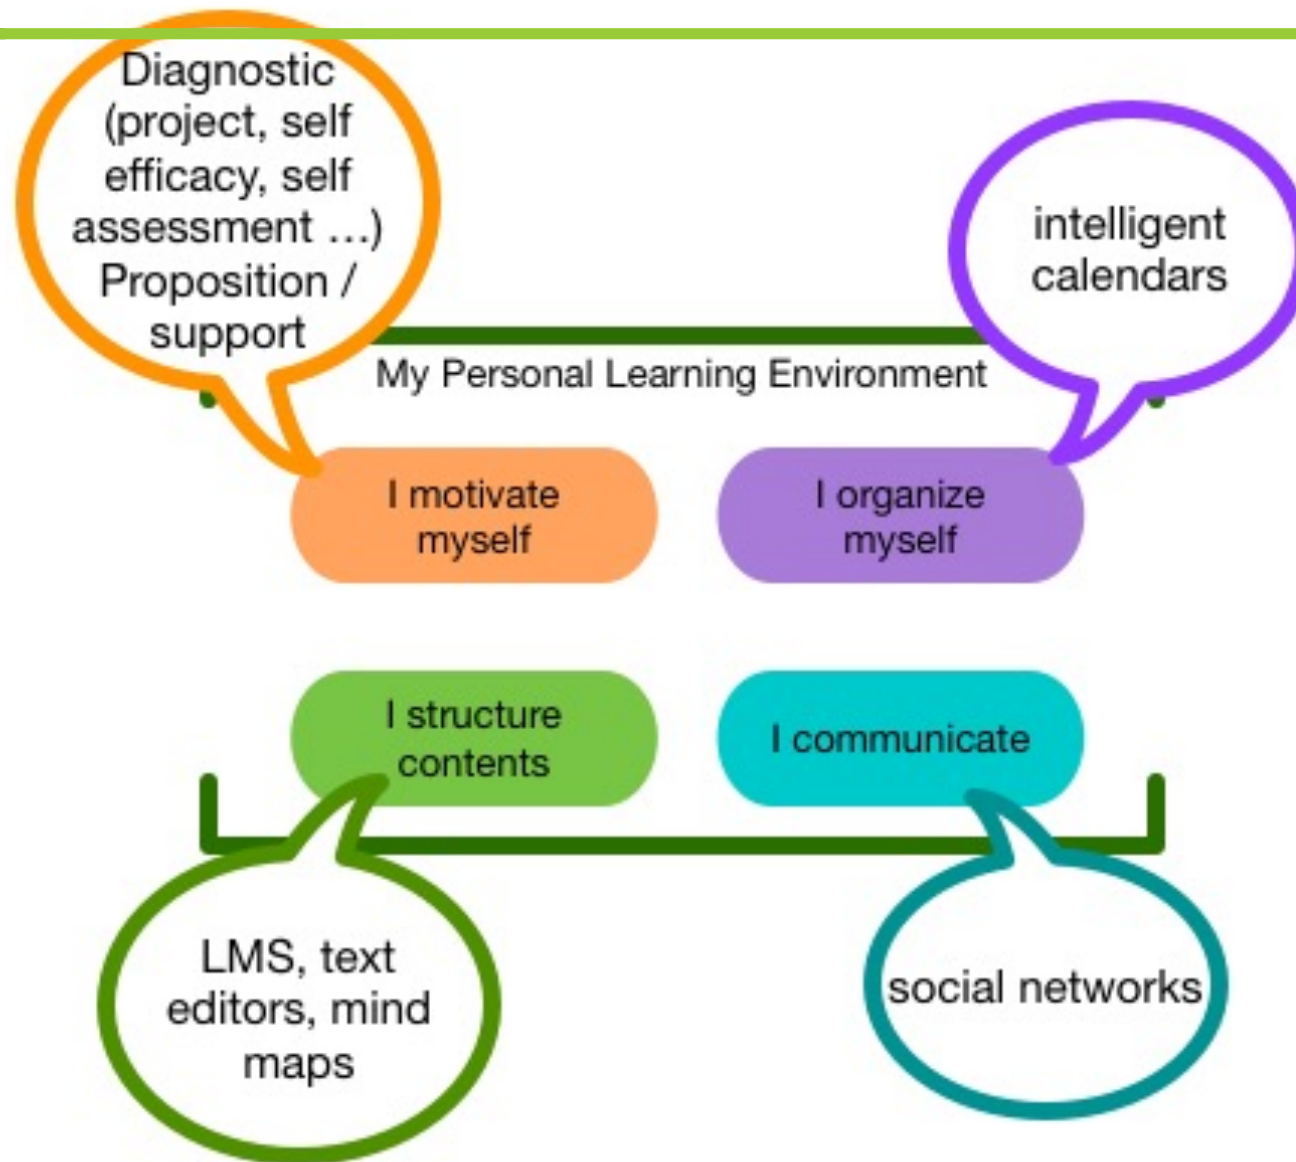 Diagnostic
(project, self
efficacy, self
assessment ...)
Proposition /
support
intelligent
calendars
My Personal Learning Environment
I motivate
myself
I organize
myself
I structure
contents
I communicate
LMS, text
editors, mind
maps
social networks